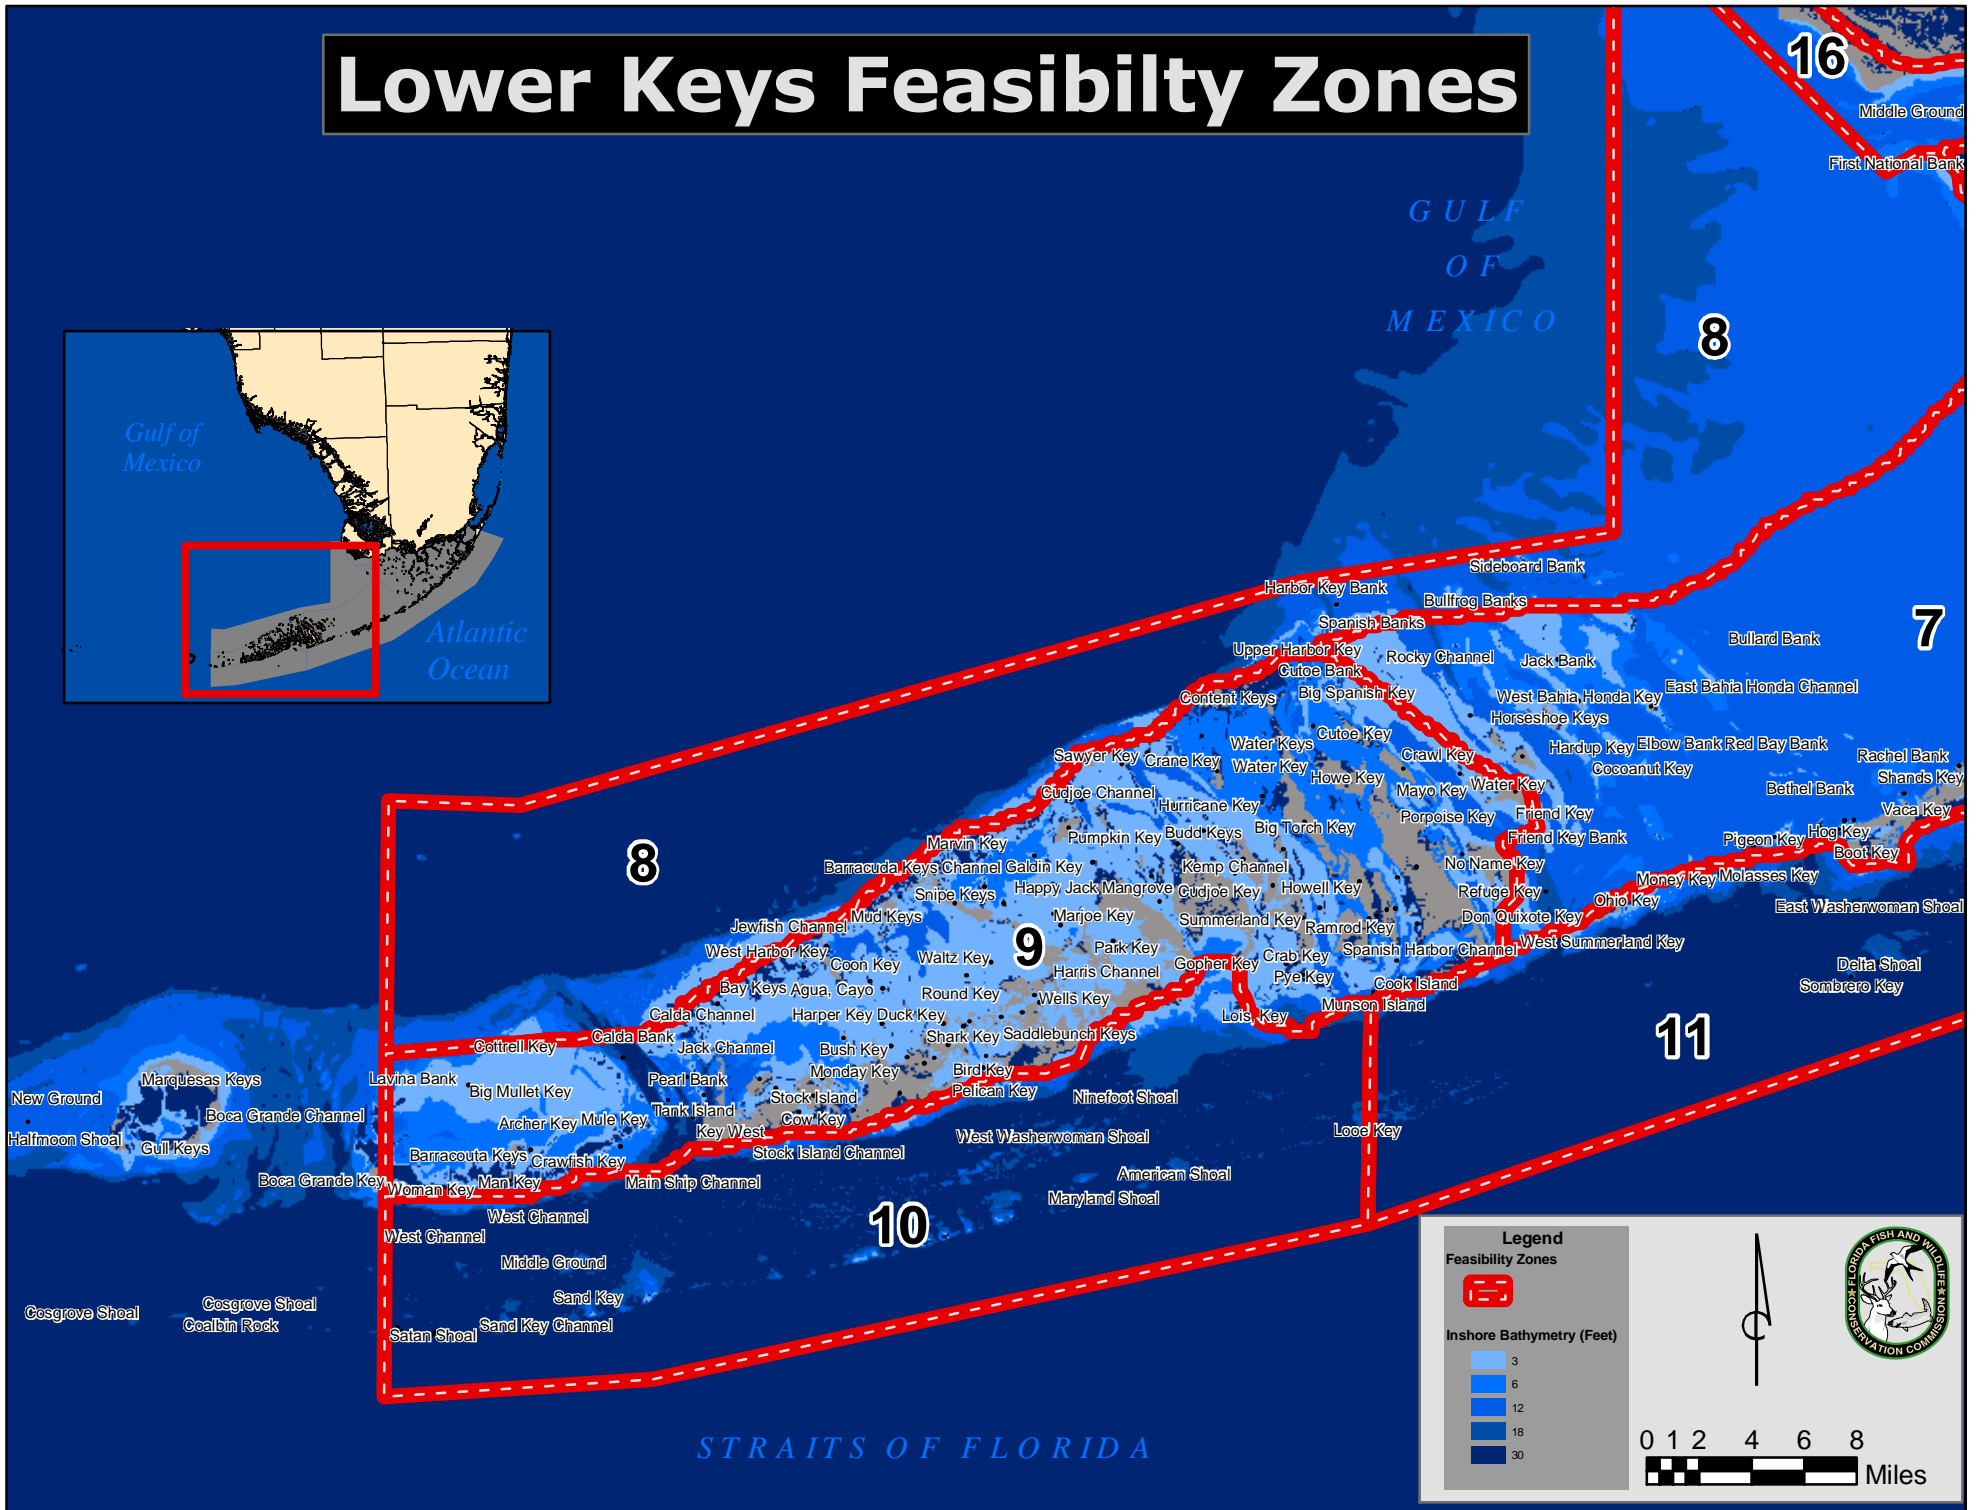 Lower Keys Feasibilty Zones
16
Middle Ground
First National Bank
GULF
OF
MEXICO
8
Gulf of
Mexico
Atlantic
Ocean
Sideboard Bank
Harbor Key Bank
Bullfrog Banks
Spanish Banks
7
Bullard Bank
Upper Harbor Key
Rocky Channel
Jack Bank
Cutoe Bank
Content Keys
Big Spanish Key
West Bahia Honda Key
East Bahia Honda Channel
Horseshoe Keys
Cutoe Key
Water Keys
Hardup Key
Elbow Bank
Red Bay Bank
Sawyer Key
Crane Key
Water Key
Crawl Key
Rachel Bank
Cocoanut Key
Howe Key
Shands Key
Cudjoe Channel
Mayo Key
Water Key
Bethel Bank
Hurricane Key
Porpoise Key
Friend Key
Vaca Key
Big Torch Key
Pumpkin Key
Budd Keys
Friend Key Bank
Pigeon Key
Hog Key
Marvin Key
Boot Key
8
Barracuda Keys
Channel
Galdin Key
Kemp Channel
No Name Key
Snipe Keys
Happy Jack Mangrove
Cudjoe Key
Howell Key
Refuge Key
Money Key
Molasses Key
Ohio Key
East Washerwoman Shoal
Mud Keys
Marjoe Key
Summerland Key
Ramrod Key
Don Quixote Key
Jewfish Channel
9
West Harbor Key
Waltz Key
Park Key
Spanish Harbor Channel
West Summerland Key
Coon Key
Gopher Key
Crab Key
Harris Channel
Pye Key
Delta Shoal
Bay Keys
Agua, Cayo
Round Key
Wells Key
Cook Island
Sombrero Key
Calda Channel
Harper Key
Duck Key
Lois, Key
Munson Island
Calda Bank
Shark Key
Saddlebunch Keys
11
Cottrell Key
Jack Channel
Bush Key
Marquesas Keys
Lavina Bank
Pearl Bank
Monday Key
Bird Key
Big Mullet Key
Pelican Key
New Ground
Stock Island
Ninefoot Shoal
Boca Grande Channel
Archer Key
Mule Key
Tank Island
Cow Key
Key West
Looe Key
Halfmoon Shoal
West Washerwoman Shoal
Gull Keys
Barracouta Keys
Crawfish Key
Stock Island Channel
American Shoal
Boca Grande Key
Woman Key
Man Key
Main Ship Channel
Maryland Shoal
West Channel
10
West Channel
Middle Ground
Sand Key
Cosgrove Shoal
Cosgrove Shoal
Coalbin Rock
Satan Shoal
Sand Key Channel
STRAITS OF FLORIDA
Legend
Feasibility Zones
Inshore Bathymetry (Feet)
3
6
12
18
30
FLORIDA FISH AND WILDLIFE
CONSERVATION COMMISSION
0 1 2 4 6 8
Miles